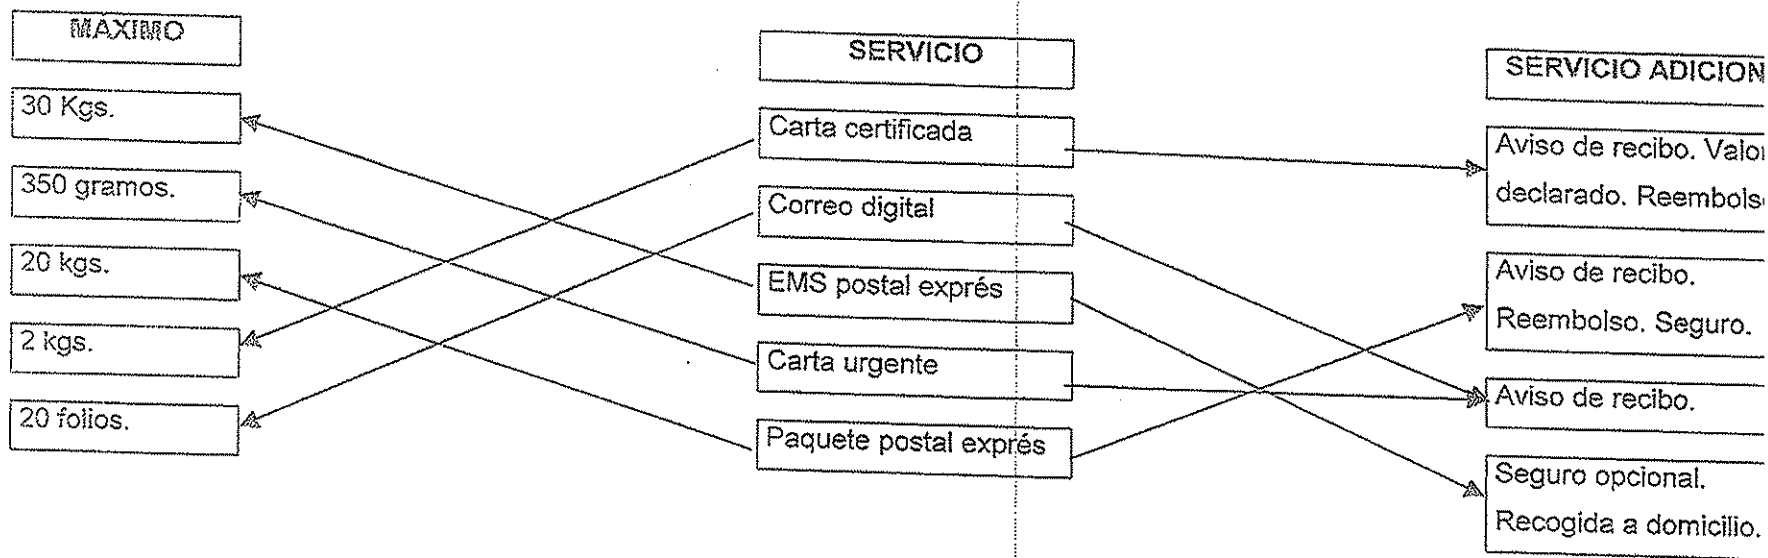 MAXIMO
30 Kgs.
350 gramos.
20 kgs.
2 kgs.
20 folios.
SERVICIO
Carta certificada
Correo digital
EMS postal exprés
Carta urgente
Paquete postal exprés
SERVICIO ADICION
Aviso de recibo. Valor
declarado. Reembols
Aviso de recibo.
Reembolso. Seguro.
Aviso de recibo.
Seguro opcional.
Recogida a domicilio.